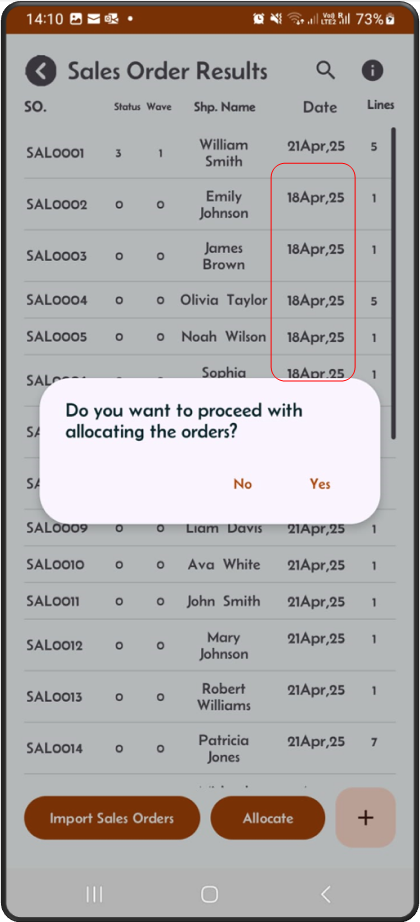 14:10 73%
Sales Order Results
SO. Status Wave Shp. Name Date Lines
SAL0001 3 1 William Smith 21Apr,25 5
SAL0002 0 0 Emily Johnson 18Apr,25 1
SAL0003 0 0 James Brown 18Apr,25 1
SAL0004 0 0 Olivia Taylor 18Apr,25 5
SAL0005 0 0 Noah Wilson 18Apr,25 1
Sophia 18Apr,25 1
Do you want to proceed with
allocating the orders?
No Yes
SAL0009 0 0 Liam Davis 21Apr,25 1
SAL0010 0 0 Ava White 21Apr,25 1
SAL0011 0 0 John Smith 21Apr,25 1
SAL0012 0 0 Mary Johnson 21Apr,25 1
SAL0013 0 0 Robert Williams 21Apr,25 1
SAL0014 0 0 Patricia Jones 21Apr,25 7
Import Sales Orders Allocate +